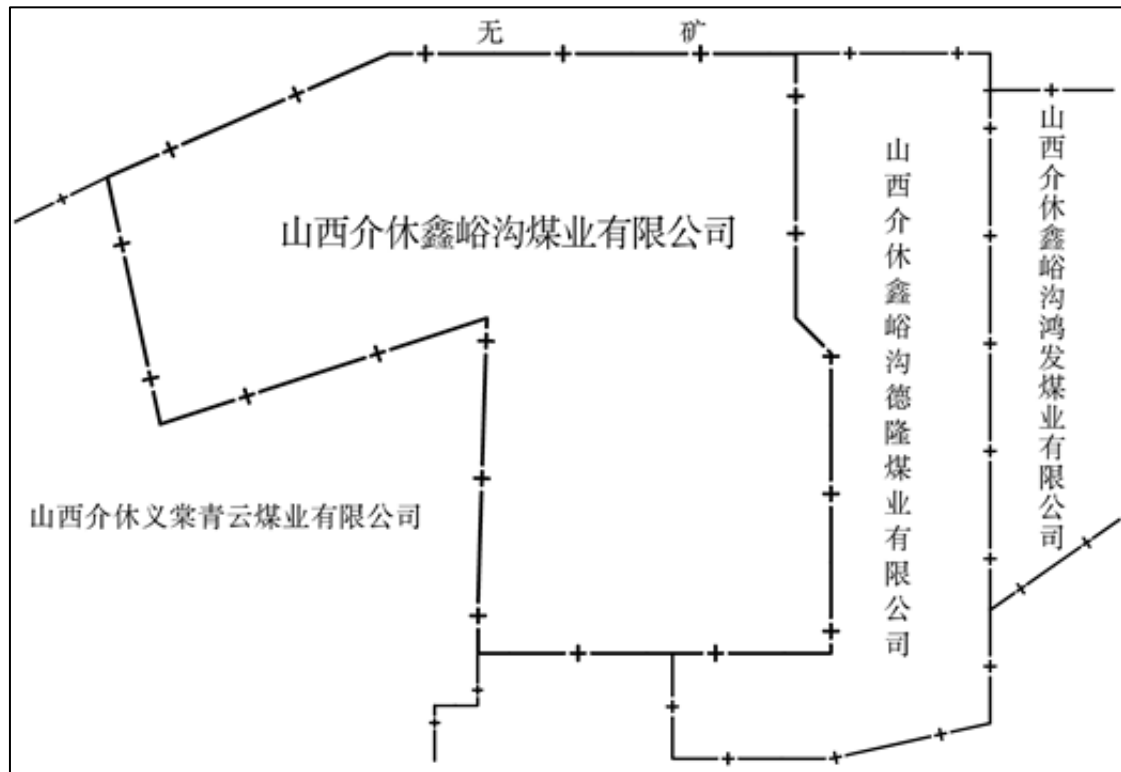 无 矿
山西介休鑫峪沟煤业有限公司
山西介休鑫峪沟德隆煤业有限公司
山西介休鑫峪沟鸿发煤业有限公司
山西介休义棠青云煤业有限公司